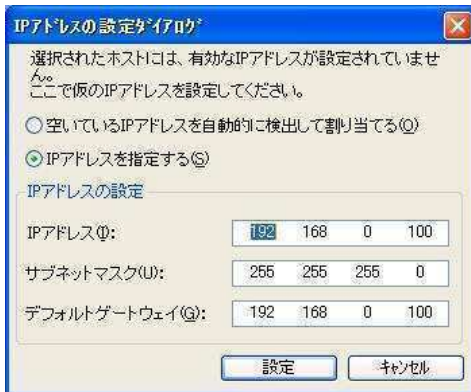 IPｱﾄﾞﾚｽの設定ﾀﾞｲｱﾛｸﾞ
選択されたホストには、有効なIPアドレスが設定されていませ
ん。
ここで仮のIPアドレスを設定してください。
空いているIPアドレスを自動的に検出して割り当てる(O)
IPアドレスを指定する(S)
IPアドレスの設定
IPアドレス(I): 192 168 0 100
サブネットマスク(U): 255 255 255 0
デフォルトゲートウェイ(G): 192 168 0 100
設定 ｷｬﾝｾﾙ